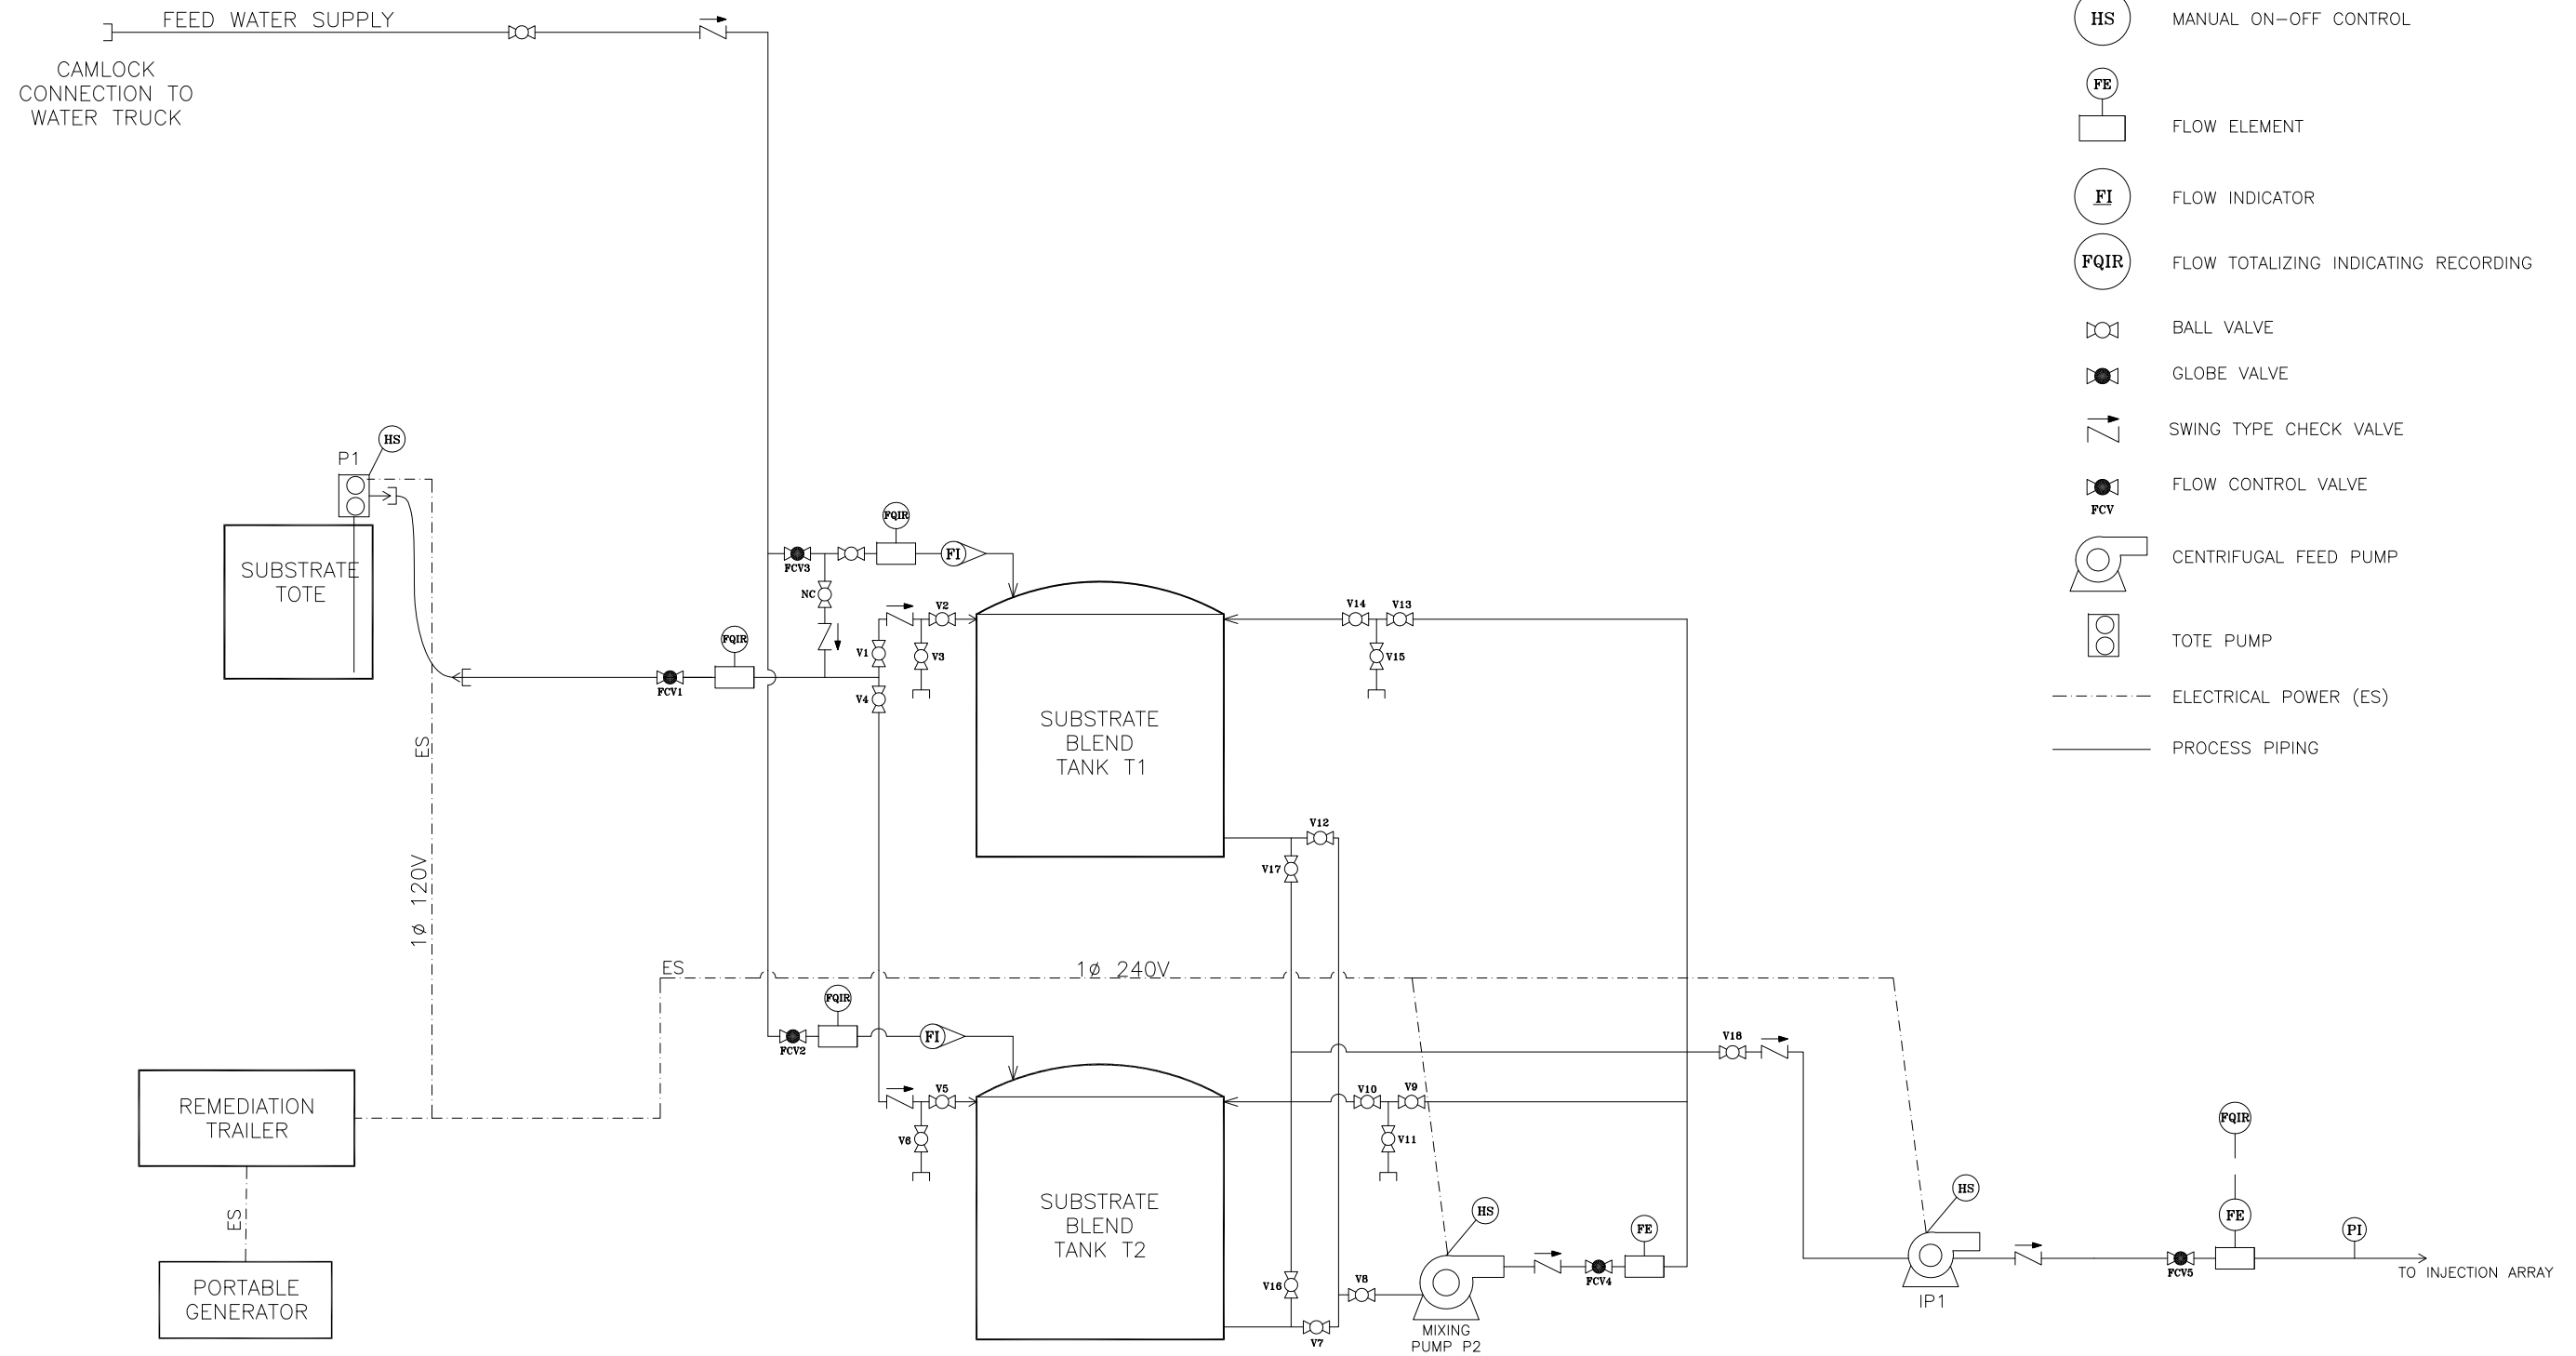 FEED WATER SUPPLY
CAMLOCK
CONNECTION TO
WATER TRUCK
HS
MANUAL ON-OFF CONTROL
FE
FLOW ELEMENT
FI
FLOW INDICATOR
FQIR
FLOW TOTALIZING INDICATING RECORDING
BALL VALVE
GLOBE VALVE
SWING TYPE CHECK VALVE
FLOW CONTROL VALVE
FCV
CENTRIFUGAL FEED PUMP
TOTE PUMP
ELECTRICAL POWER (ES)
PROCESS PIPING
HS
P1
SUBSTRATE
TOTE
FQIR
FCV3
FI
NC
V2
V1
V3
FQIR
FCV1
V4
V14
V13
V15
SUBSTRATE
BLEND
TANK T1
ES
1ø 120V
V12
V17
ES
1ø 240V
FQIR
FCV2
FI
V18
V5
V6
V10
V9
V11
REMEDIATION
TRAILER
ES
PORTABLE
GENERATOR
SUBSTRATE
BLEND
TANK T2
V16
V8
V7
HS
FE
FCV4
MIXING
PUMP P2
HS
IP1
FQIR
FE
FCV5
PI
TO INJECTION ARRAY